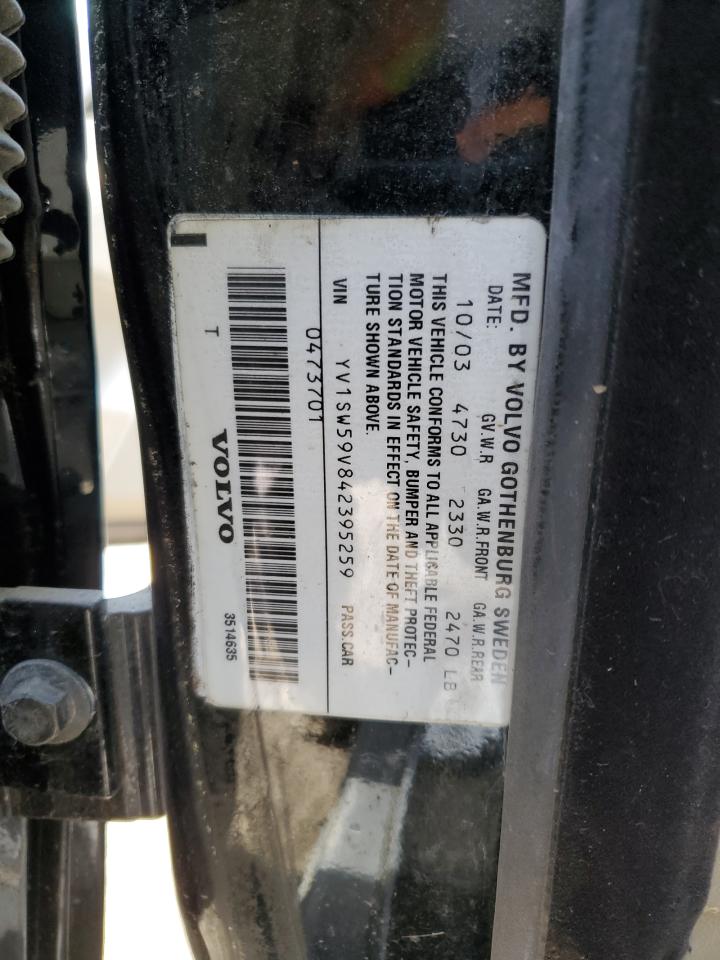 MFD. BY VOLVO GOTHENBURG SWEDEN
DATE: GV.W.R GA.W.R.FRONT GA.W.R.REAR
10/03 4730 2330 2470 LB
THIS VEHICLE CONFORMS TO ALL APPLICABLE FEDERAL
MOTOR VEHICLE SAFETY, BUMPER AND THEFT PROTEC-
TION STANDARDS IN EFFECT ON THE DATE OF MANUFAC-
TURE SHOWN ABOVE.
VIN YV1SW59V842395259 PASS.CAR
0473701
T VOLVO 3514635